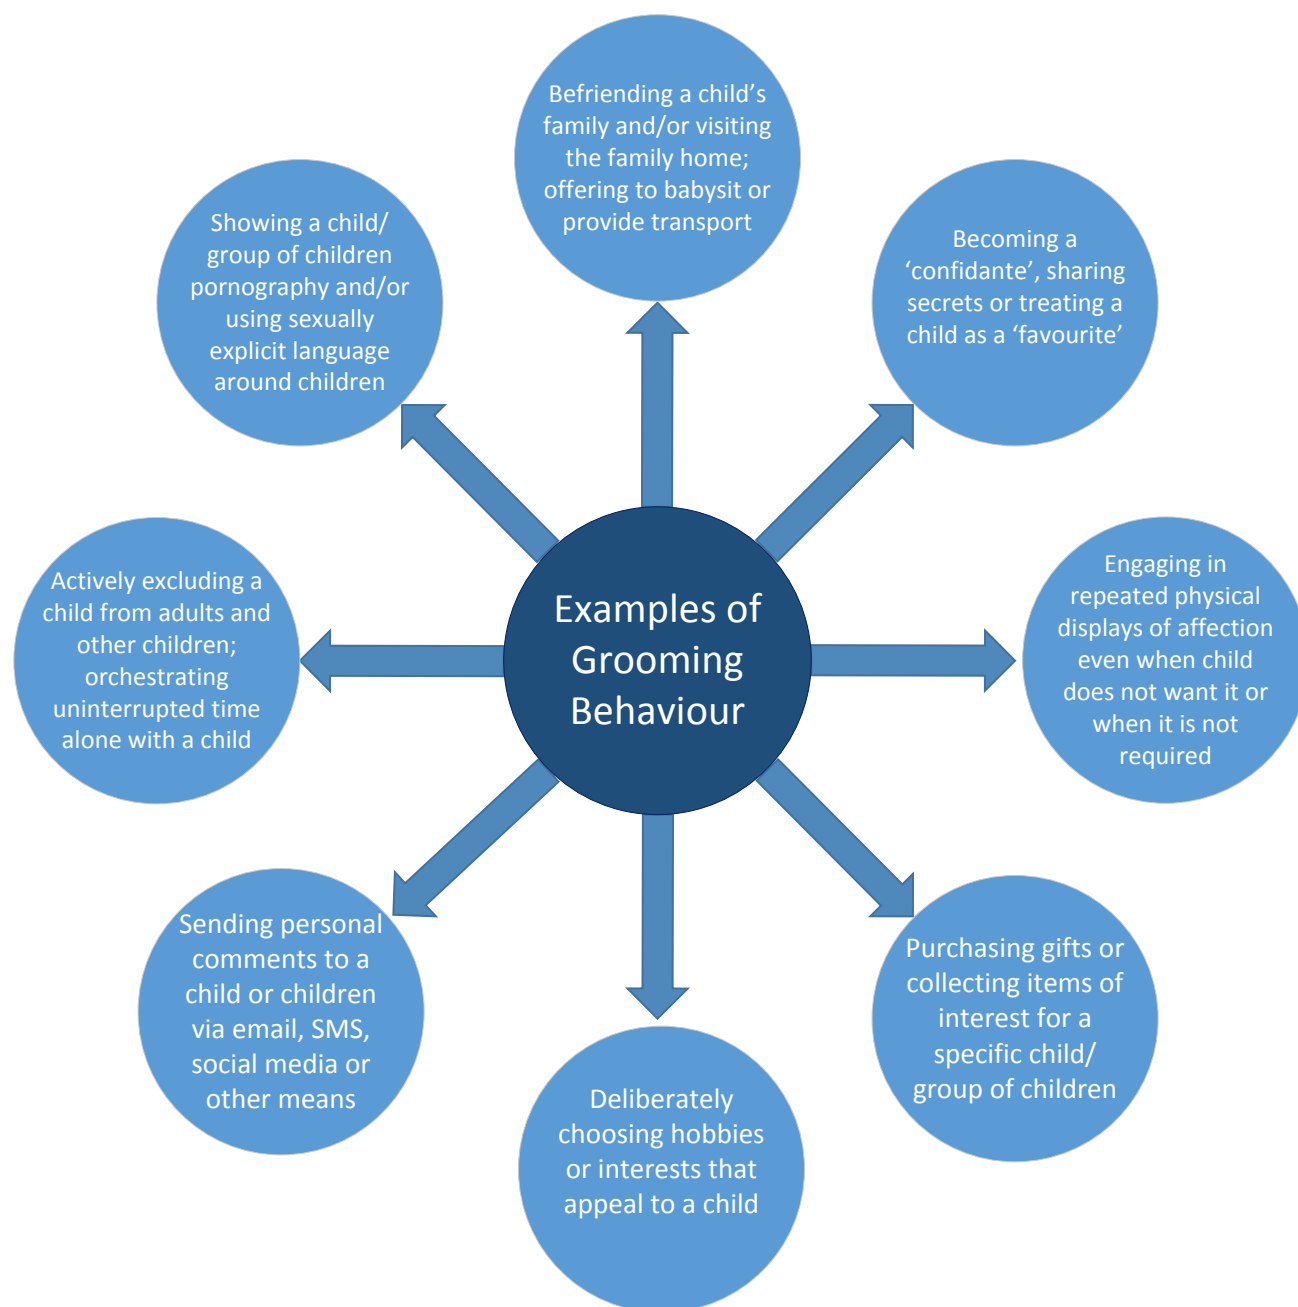 Befriending a child’s
family and/or visiting
the family home;
offering to babysit or
provide transport
Becoming a
‘confidante’, sharing
secrets or treating a
child as a ‘favourite’
Engaging in
repeated physical
displays of affection
even when child
does not want it or
when it is not
required
Purchasing gifts or
collecting items of
interest for a
specific child/
group of children
Deliberately
choosing hobbies
or interests that
appeal to a child
Sending personal
comments to a
child or children
via email, SMS,
social media or
other means
Actively excluding a
child from adults and
other children;
orchestrating
uninterrupted time
alone with a child
Showing a child/
group of children
pornography and/or
using sexually
explicit language
around children
Examples of
Grooming
Behaviour